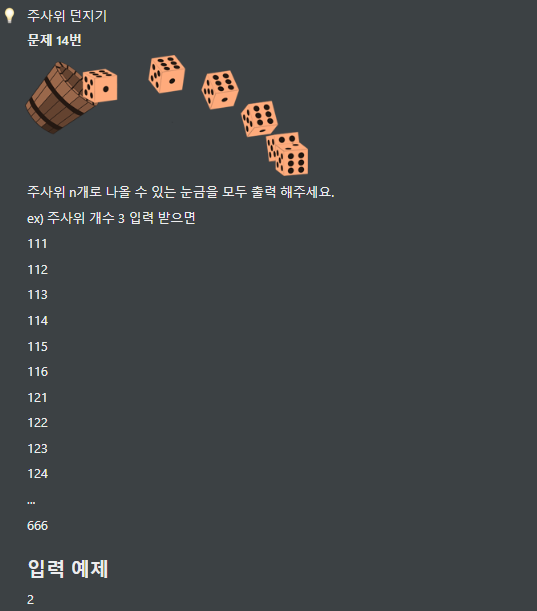 주사위 던지기
문제 14번
주사위 n개로 나올 수 있는 눈금을 모두 출력 해주세요.
ex) 주사위 개수 3 입력 받으면
111
112
113
114
115
116
121
122
123
124
...
666
입력 예제
2